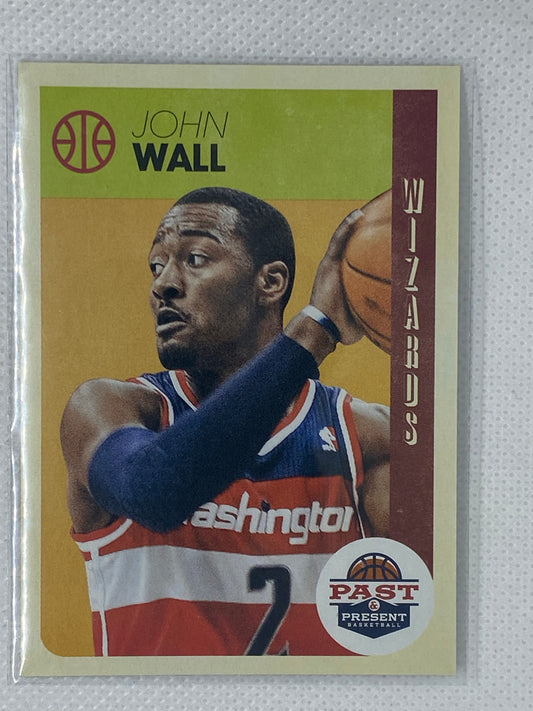 JOHN
WALL
WIZARDS
ashington
2
PAST
&
PRESENT
BASKETBALL